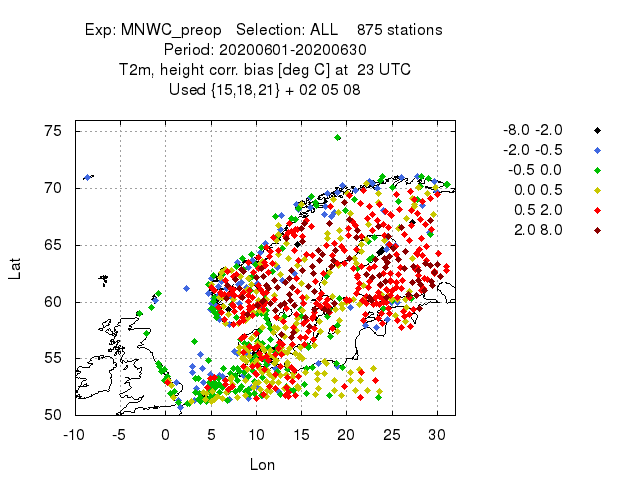 Exp: MNWC_preop   Selection: ALL    875 stations
Period: 20200601-20200630
T2m, height corr. bias [deg C] at  23 UTC
Used {15,18,21} + 02 05 08
-8.0 -2.0
-2.0 -0.5
-0.5 0.0
0.0 0.5
0.5 2.0
2.0 8.0
75
70
65
60
55
50
Lat
-10 -5 0 5 10 15 20 25 30
Lon